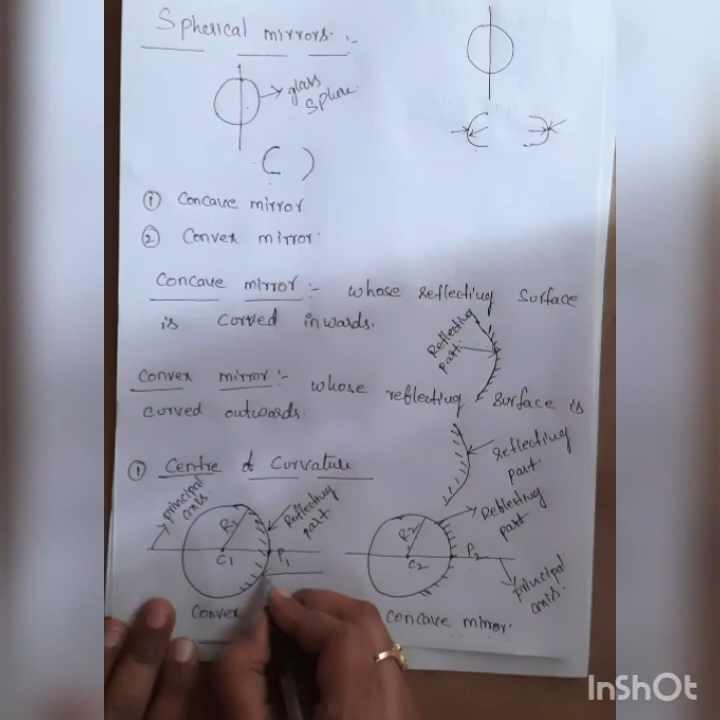 Spherical mirrors :-
glass
sphere
( )
① Concave mirror
② Convex mirror.
Concave mirror :- whose reflecting surface
is corved inwards.
Reflecting
part.
Convex mirror :- whose reflecting surface is
curved outwards.
Reflecting
part.
① Centre of Curvature
principal
axis.
R1
C1
P1
Reflecting
part.
Convex
R2
C2
P2
Reflecting
part
principal
axis.
Concave mirror.
InShOt